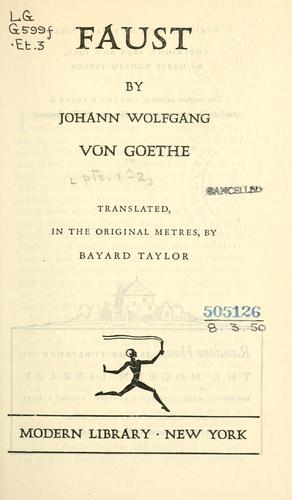 LG
G599f
.Et.3
FAUST
BY
JOHANN WOLFGANG
VON GOETHE
[pts. 1-2]
CANCELLED
TRANSLATED,
IN THE ORIGINAL METRES, BY
BAYARD TAYLOR
505126
8.3.50
MODERN LIBRARY · NEW YORK